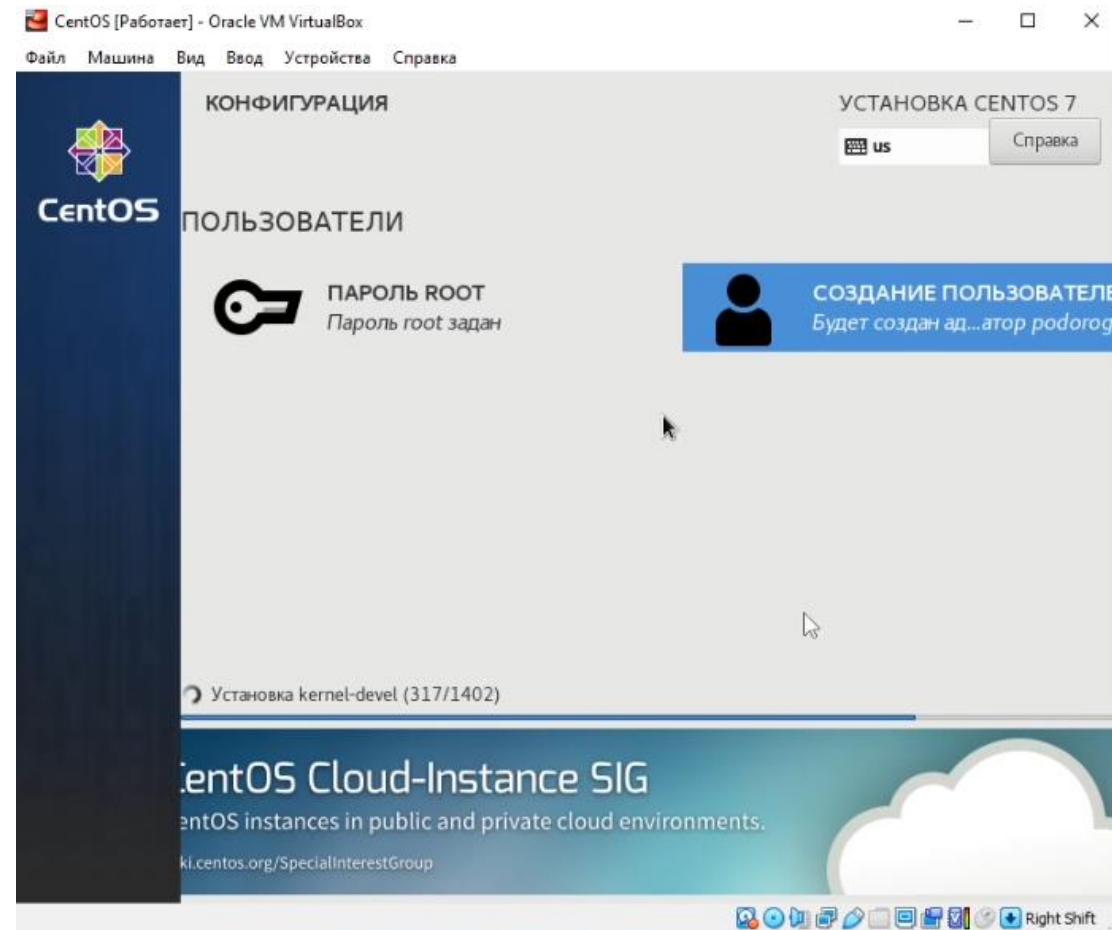 CentOS [Работает] - Oracle VM VirtualBox
Файл Машина Вид Ввод Устройства Справка
КОНФИГУРАЦИЯ
УСТАНОВКА CENTOS 7
us
Справка
CentOS
ПОЛЬЗОВАТЕЛИ
ПАРОЛЬ ROOT
Пароль root задан
СОЗДАНИЕ ПОЛЬЗОВАТЕЛЕ
Будет создан ад...атор podorog
Установка kernel-devel (317/1402)
entOS Cloud-Instance SIG
entOS instances in public and private cloud environments.
ki.centos.org/SpecialInterestGroup
Right Shift